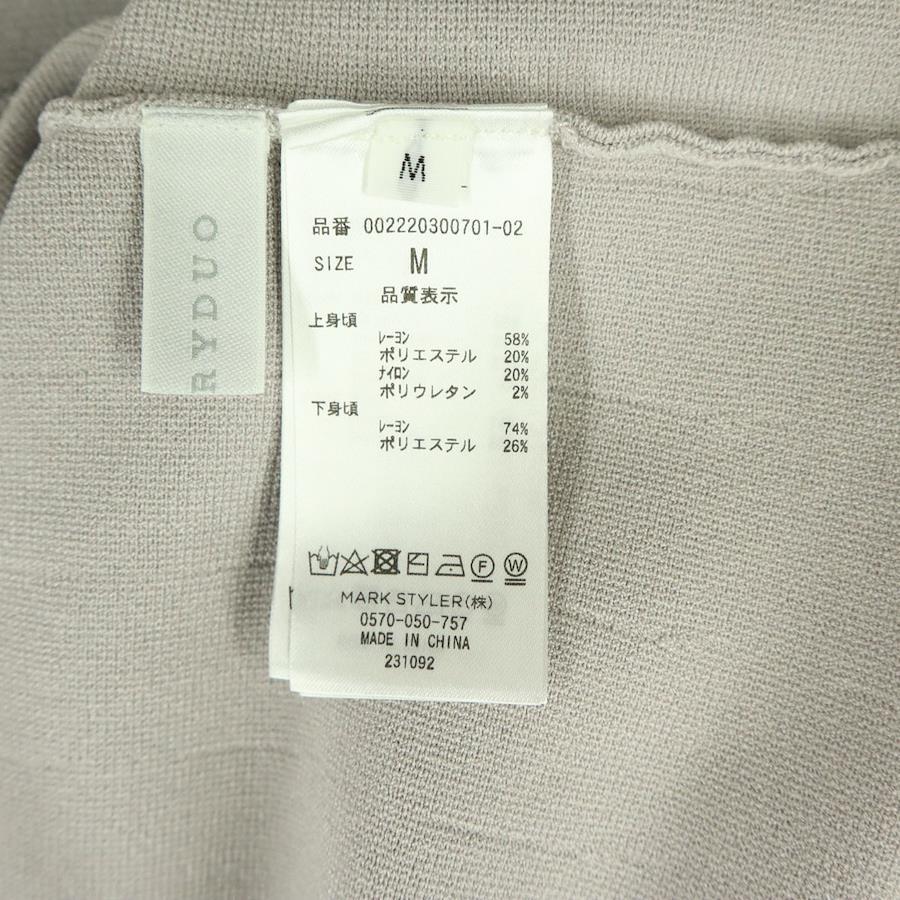 RYDUO
M
品番 002220300701-02
SIZE M
品質表示
上身頃
レーヨン 58%
ポリエステル 20%
ナイロン 20%
ポリウレタン 2%
下身頃
レーヨン 74%
ポリエステル 26%
F W
MARK STYLER(株)
0570-050-757
MADE IN CHINA
231092